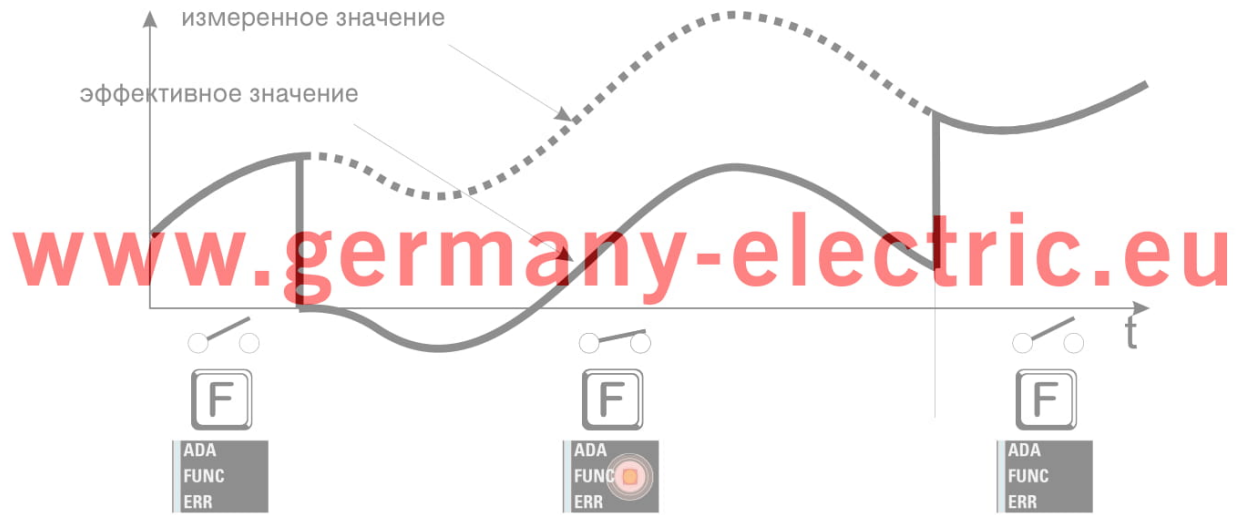 измеренное значение
эффективное значение
www.germany-electric.eu
t
F
F
F
ADA
FUNC
ERR
ADA
FUNC
ERR
ADA
FUNC
ERR